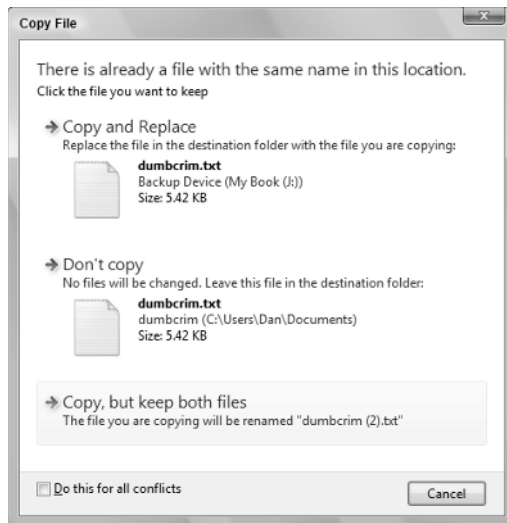 Copy File
x
There is already a file with the same name in this location.
Click the file you want to keep
Copy and Replace
Replace the file in the destination folder with the file you are copying:
dumbcrim.txt
Backup Device (My Book (J:))
Size: 5.42 KB
Don't copy
No files will be changed. Leave this file in the destination folder:
dumbcrim.txt
dumbcrim (C:\Users\Dan\Documents)
Size: 5.42 KB
Copy, but keep both files
The file you are copying will be renamed "dumbcrim (2).txt"
Do this for all conflicts
Cancel